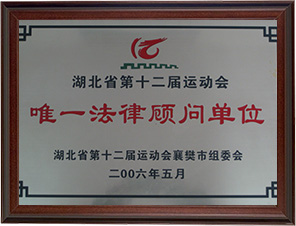 湖北省第十二届运动会
唯一法律顾问单位
湖北省第十二届运动会襄樊市组委会
二00六年五月